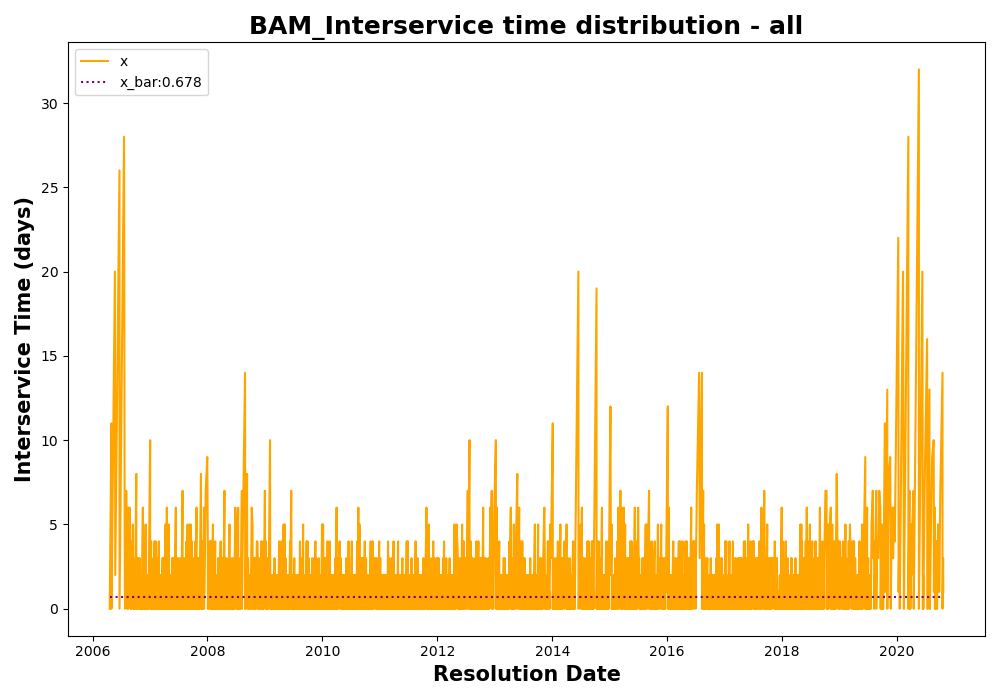 BAM_Interservice time distribution - all
x
x_bar:0.678
Interservice Time (days)
30
25
20
15
10
5
0
2006 2008 2010 2012 2014 2016 2018 2020
Resolution Date